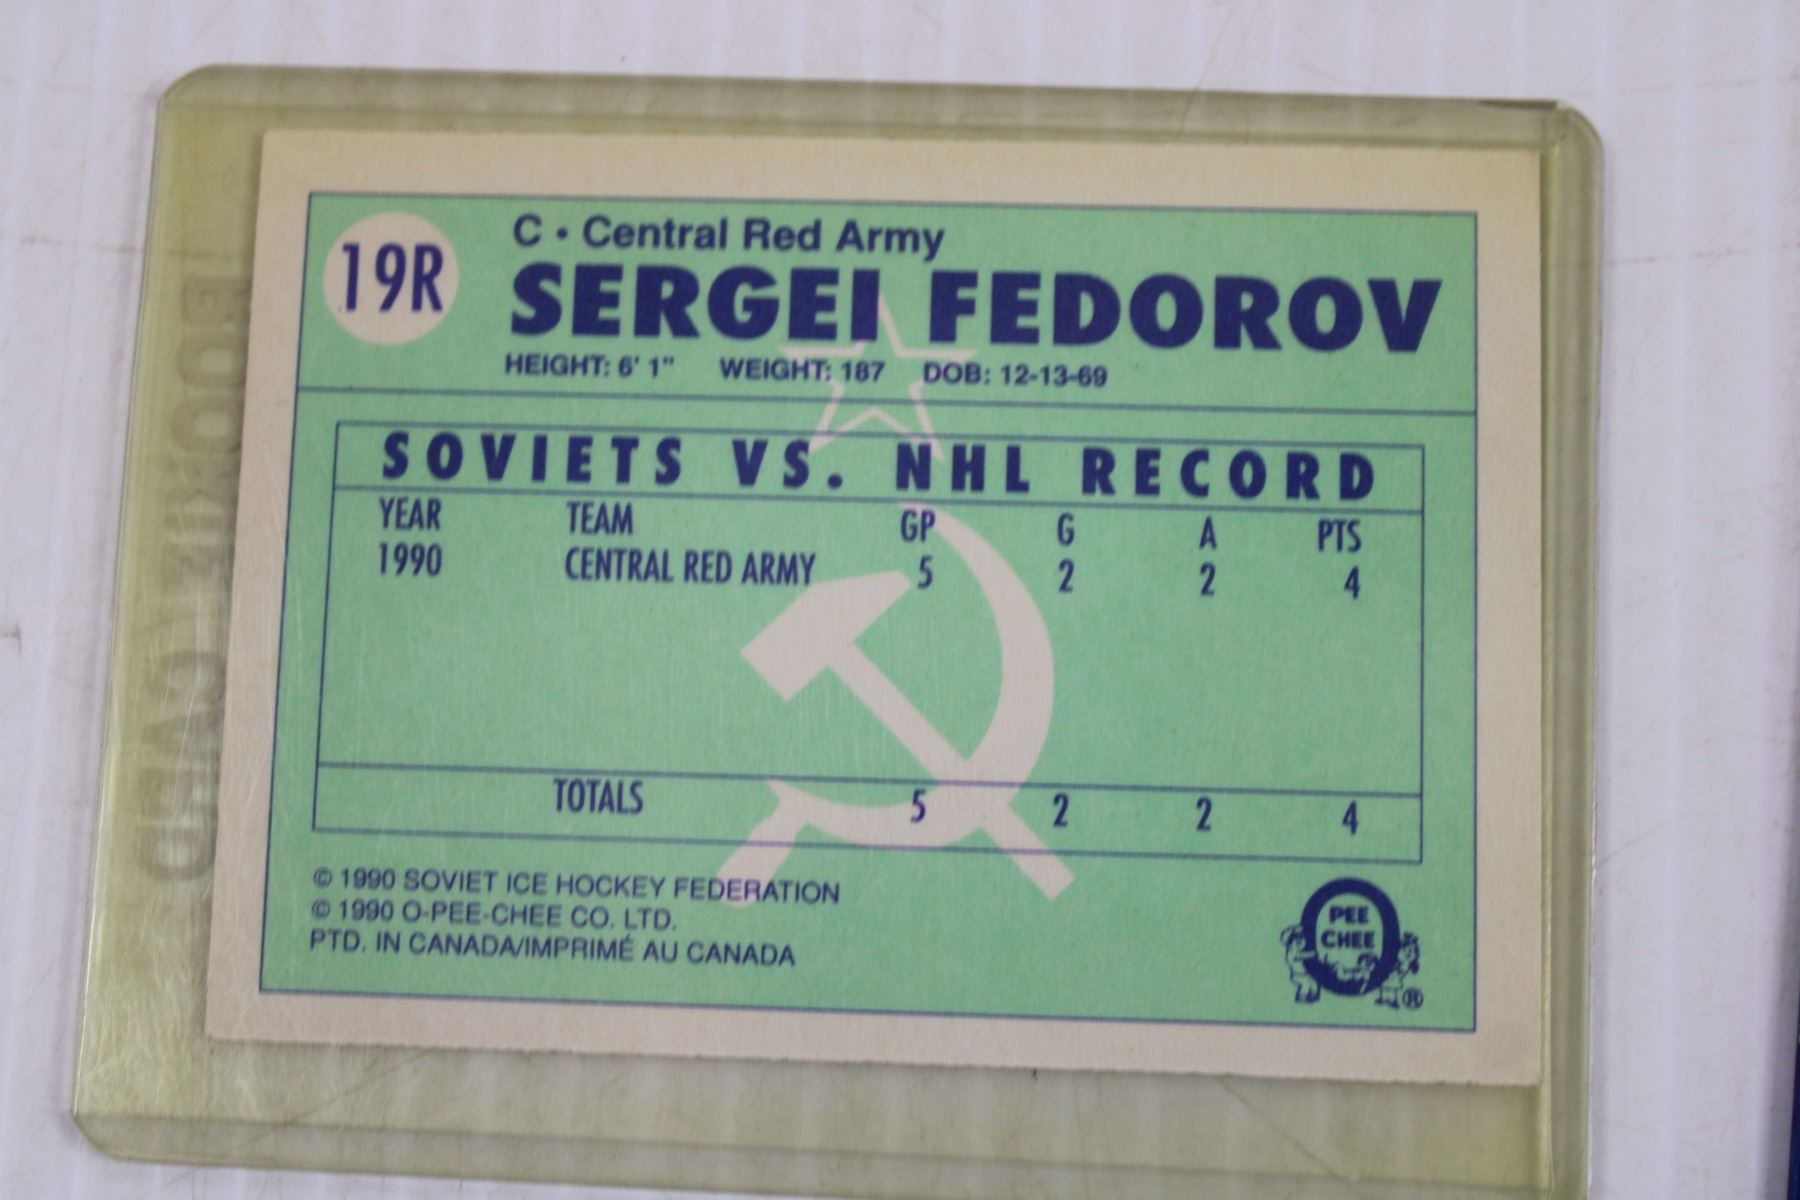 19R
C • Central Red Army
SERGEI FEDOROV
HEIGHT: 6' 1" WEIGHT: 187 DOB: 12-13-69
SOVIETS VS. NHL RECORD
YEAR TEAM GP G A PTS
1990 CENTRAL RED ARMY 5 2 2 4
TOTALS 5 2 2 4
© 1990 SOVIET ICE HOCKEY FEDERATION
© 1990 O-PEE-CHEE CO. LTD.
PTD. IN CANADA/IMPRIMÉ AU CANADA
PEE
CHEE
®
ROOKIE CARD